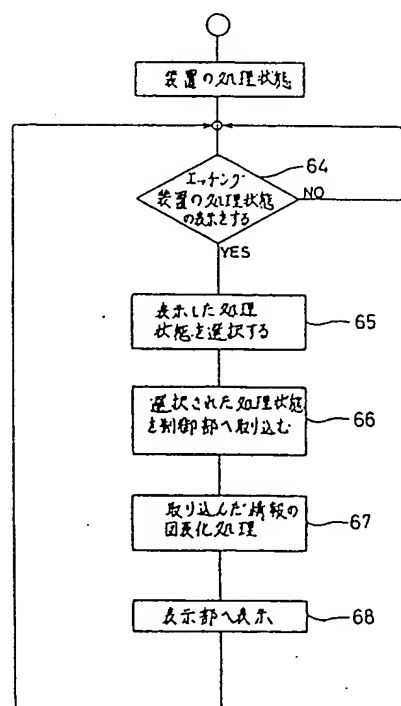 装置の処理状態
エッチング
装置の処理状態
の表示をする
64
NO
YES
表示した処理
状態を選択する
65
選択された処理状態
を制御部へ取り込む
66
取り込んだ情報の
図表化処理
67
表示部へ表示
68